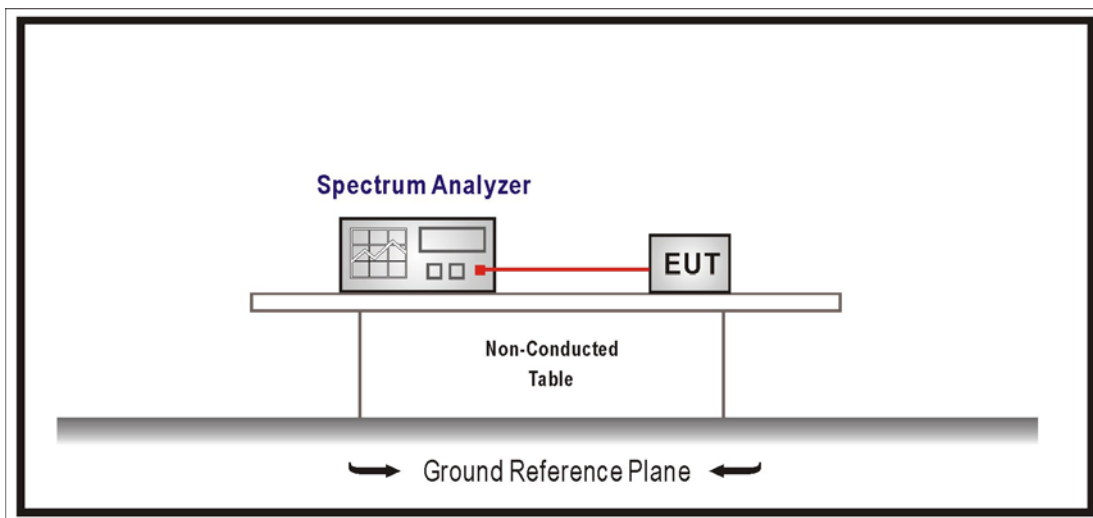 Spectrum Analyzer
EUT
Non-Conducted
Table
Ground Reference Plane